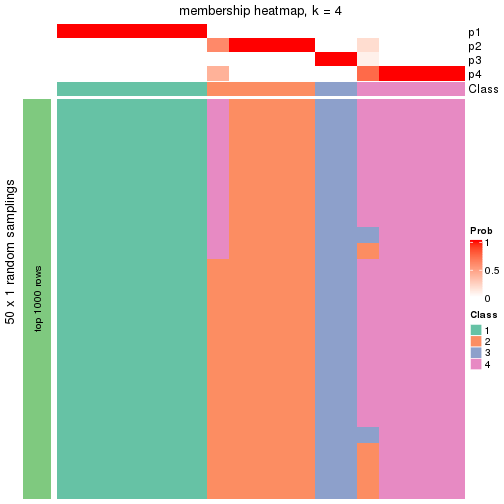 membership heatmap, k = 4
p1
p2
p3
p4
Class
50 x 1 random samplings
top 1000 rows
Prob
1
0.5
0
Class
1
2
3
4